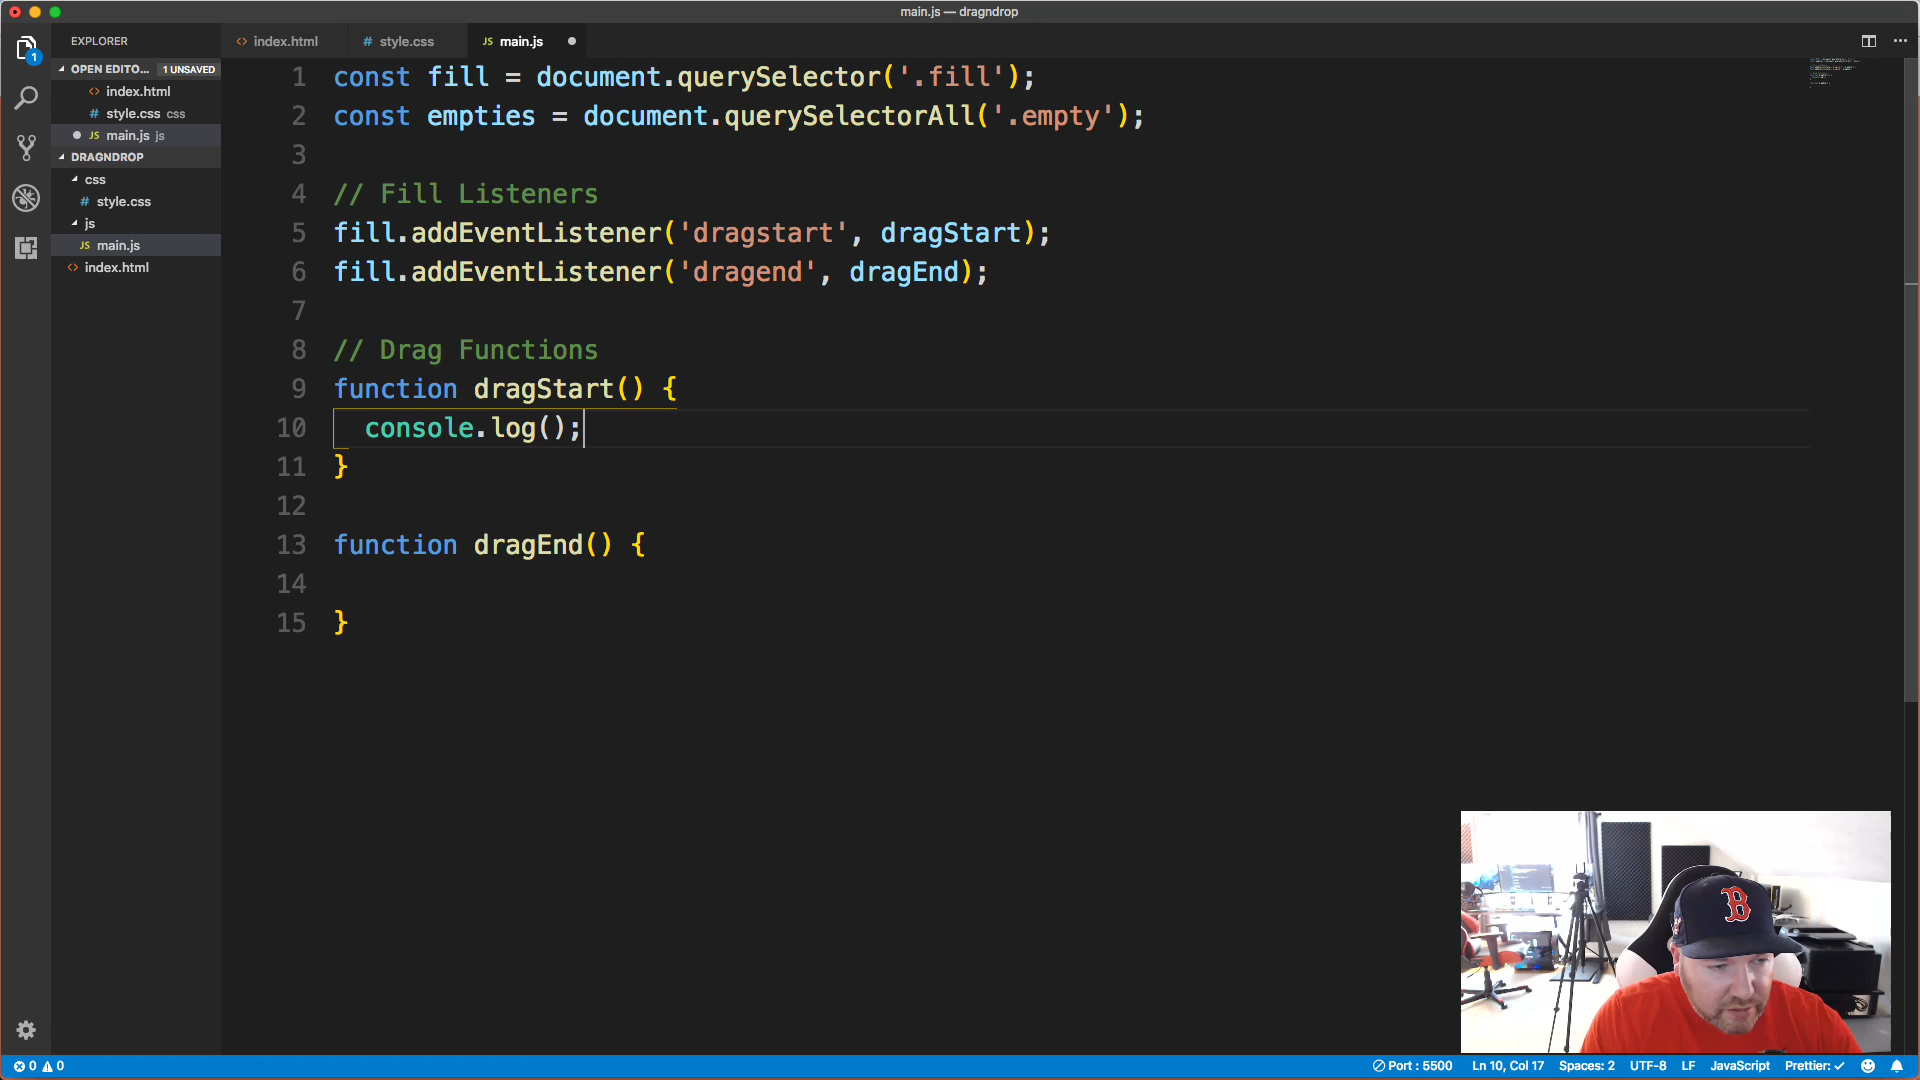 main.js — dragndrop
EXPLORER
OPEN EDITO... 1 UNSAVED
<> index.html
# style.css css
JS main.js js
DRAGNDROP
css
# style.css
js
JS main.js
<> index.html
1
<> index.html
# style.css
JS main.js
1 const fill = document.querySelector('.fill');
2 const empties = document.querySelectorAll('.empty');
3
4 // Fill Listeners
5 fill.addEventListener('dragstart', dragStart);
6 fill.addEventListener('dragend', dragEnd);
7
8 // Drag Functions
9 function dragStart() {
10 console.log();
11 }
12
13 function dragEnd() {
14
15 }
B
0 0
Port : 5500 Ln 10, Col 17 Spaces: 2 UTF-8 LF JavaScript Prettier: ✓